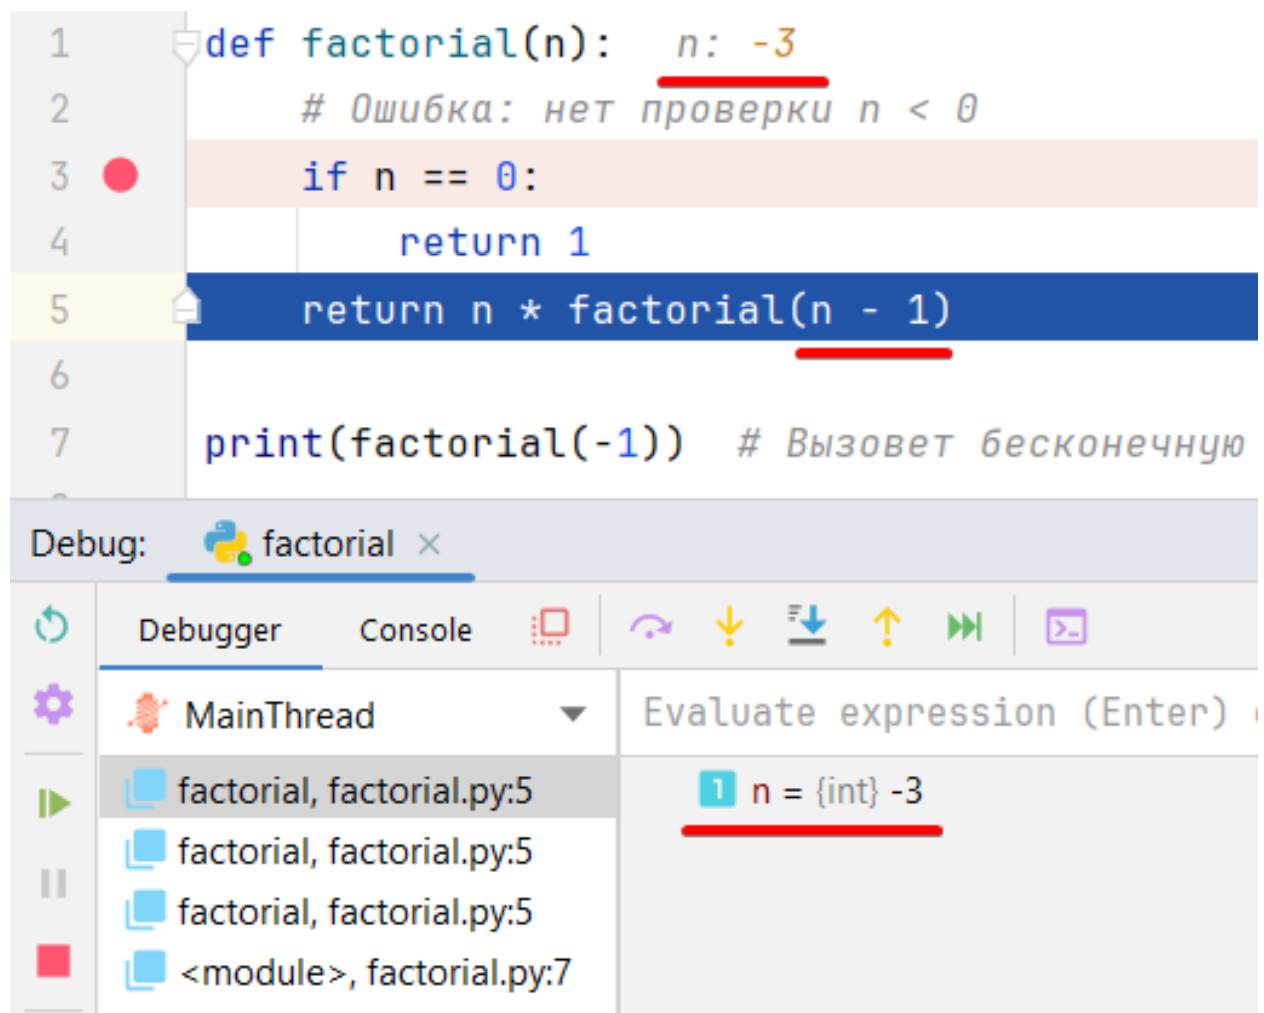 1 def factorial(n): n: -3
2 # Ошибка: нет проверки n < 0
3 if n == 0:
4 return 1
5 return n * factorial(n - 1)
6
7 print(factorial(-1)) # Вызовет бесконечную
Debug: factorial
Debugger Console
MainThread Evaluate expression (Enter)
factorial, factorial.py:5 1 n = {int} -3
factorial, factorial.py:5
factorial, factorial.py:5
<module>, factorial.py:7